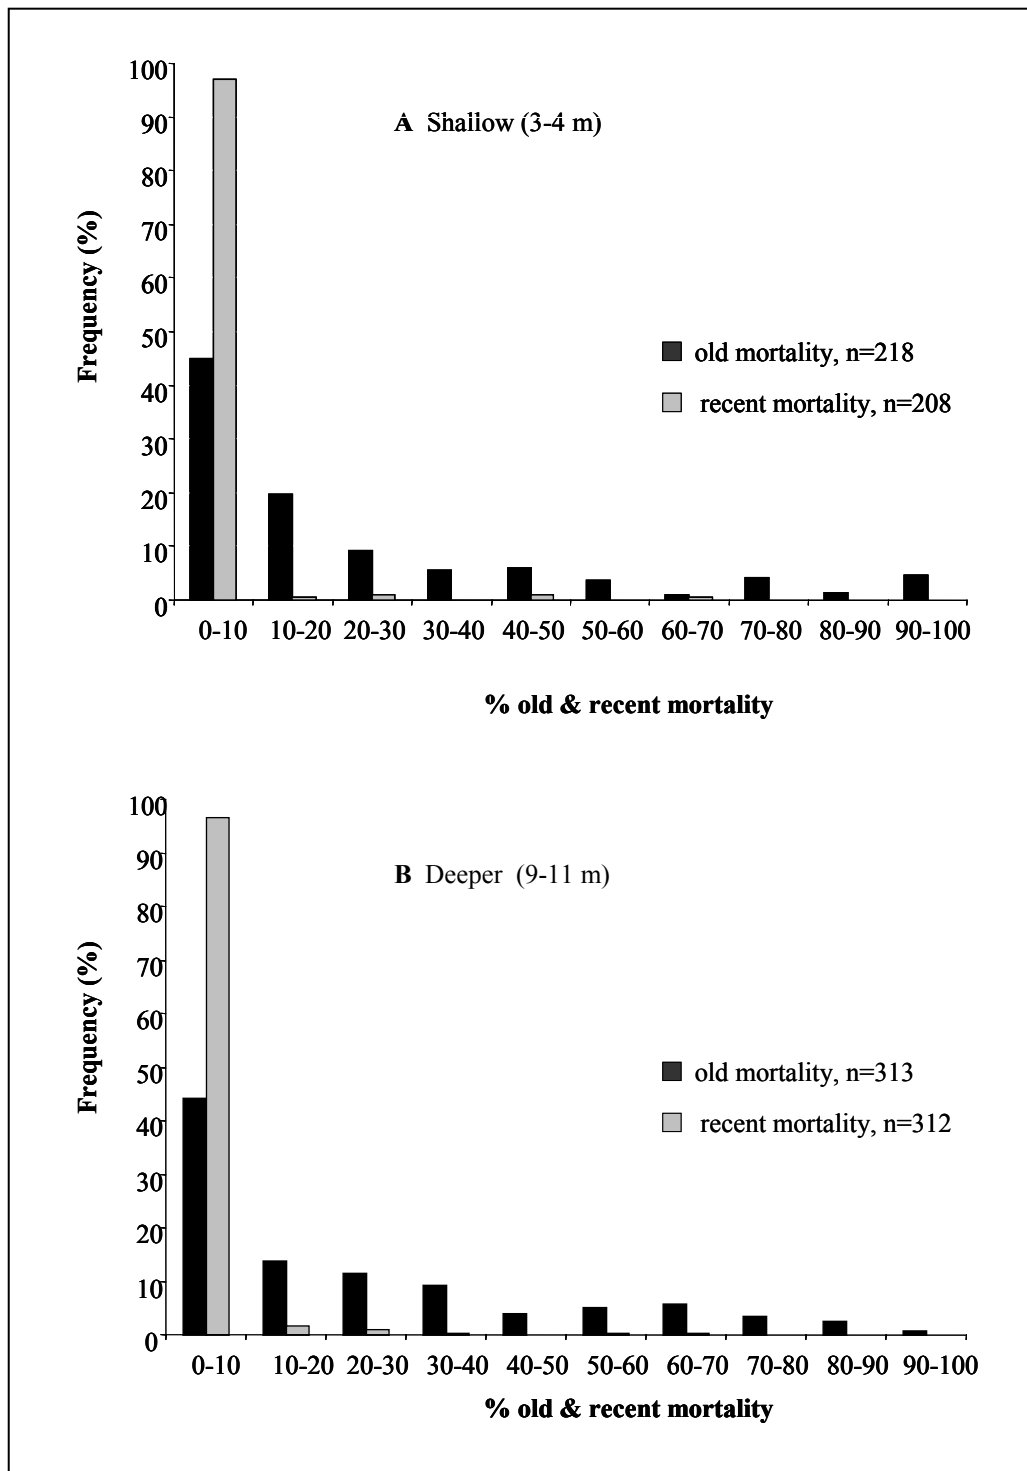 100
90
80
70
60
50
40
30
20
10
0
Frequency (%)
A Shallow (3-4 m)
old mortality, n=218
recent mortality, n=208
0-10 10-20 20-30 30-40 40-50 50-60 60-70 70-80 80-90 90-100
% old & recent mortality
100
90
80
70
60
50
40
30
20
10
0
Frequency (%)
B Deeper (9-11 m)
old mortality, n=313
recent mortality, n=312
0-10 10-20 20-30 30-40 40-50 50-60 60-70 70-80 80-90 90-100
% old & recent mortality